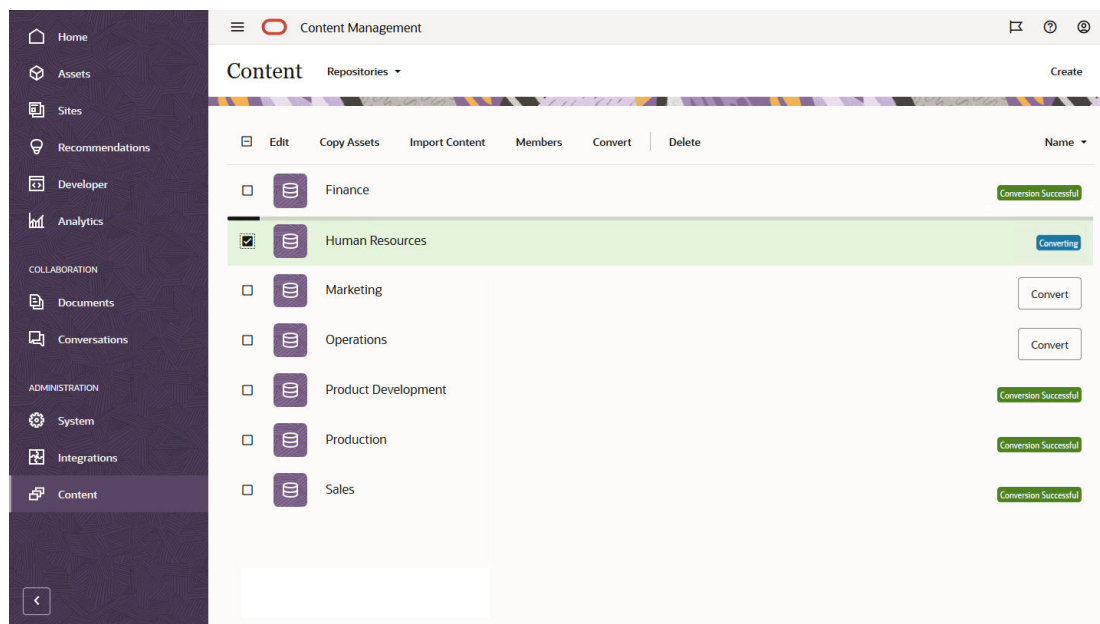 Home
Assets
Sites
Recommendations
Developer
Analytics
COLLABORATION
Documents
Conversations
ADMINISTRATION
System
Integrations
Content
Content Management
Content Repositories Create
Edit Copy Assets Import Content Members Convert Delete Name
Finance Conversion Successful
Human Resources Converting
Marketing Convert
Operations Convert
Product Development Conversion Successful
Production Conversion Successful
Sales Conversion Successful